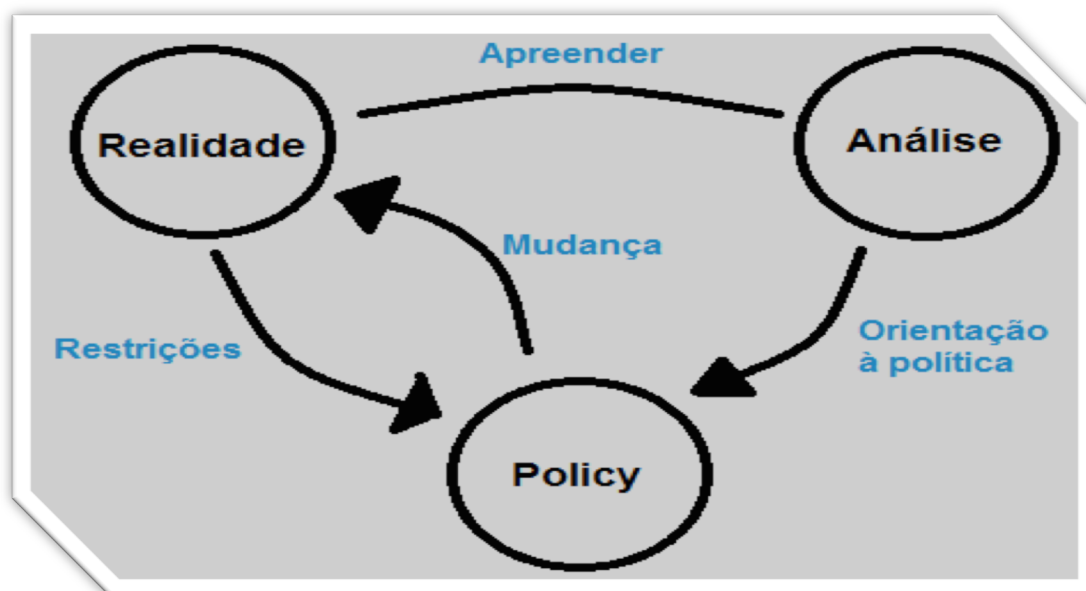 Apreender
Realidade
Análise
Mudança
Restrições
Orientação
à política
Policy